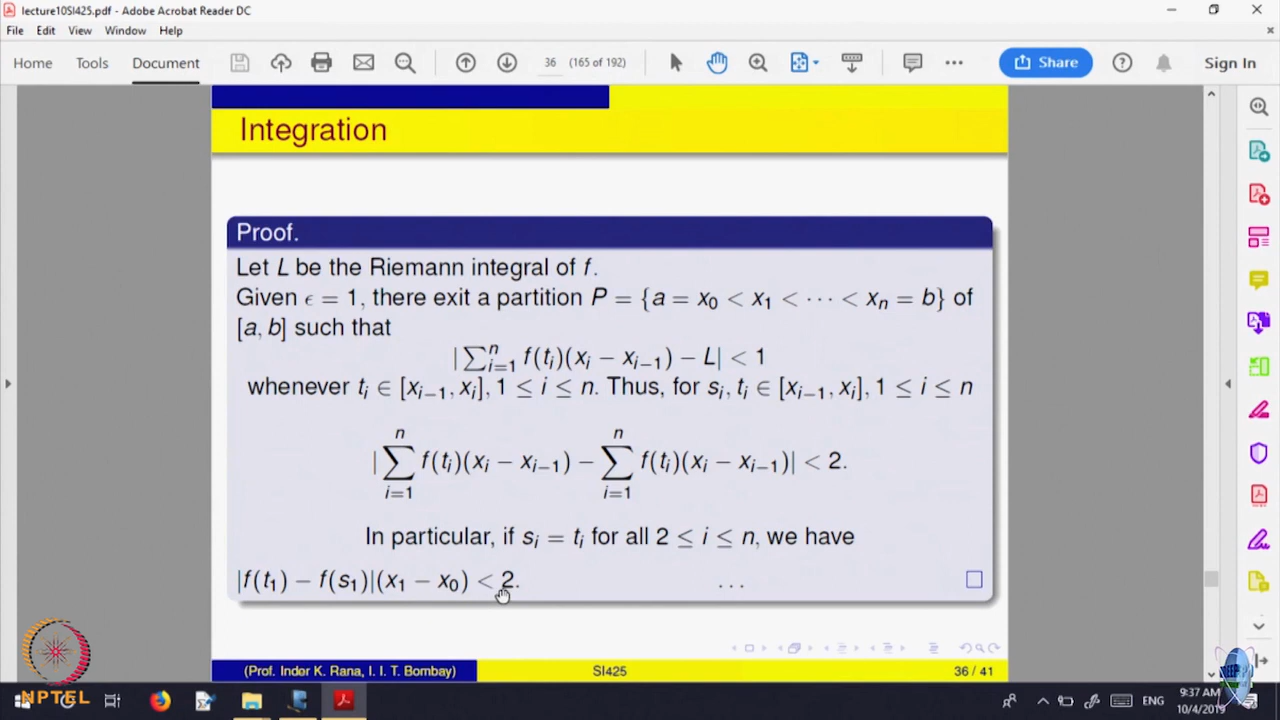 lecture10SI425.pdf - Adobe Acrobat Reader DC
File Edit View Window Help
Home Tools Document 36 (165 of 192) Share Sign In
Integration
Proof.
Let L be the Riemann integral of f.
Given ϵ = 1, there exit a partition P = {a = x₀ < x₁ < ⋯ < xₙ = b} of
[a, b] such that
|∑ⁿᵢ₌₁ f(tᵢ)(xᵢ − xᵢ₋₁) − L| < 1
whenever tᵢ ∈ [xᵢ₋₁, xᵢ], 1 ≤ i ≤ n. Thus, for sᵢ, tᵢ ∈ [xᵢ₋₁, xᵢ], 1 ≤ i ≤ n
|∑ⁿᵢ₌₁ f(tᵢ)(xᵢ − xᵢ₋₁) − ∑ⁿᵢ₌₁ f(tᵢ)(xᵢ − xᵢ₋₁)| < 2.
In particular, if sᵢ = tᵢ for all 2 ≤ i ≤ n, we have
|f(t₁) − f(s₁)|(x₁ − x₀) < 2. ...
(Prof. Inder K. Rana, I. I. T. Bombay) SI425 36 / 41
NPTEL
ENG
9:37 AM